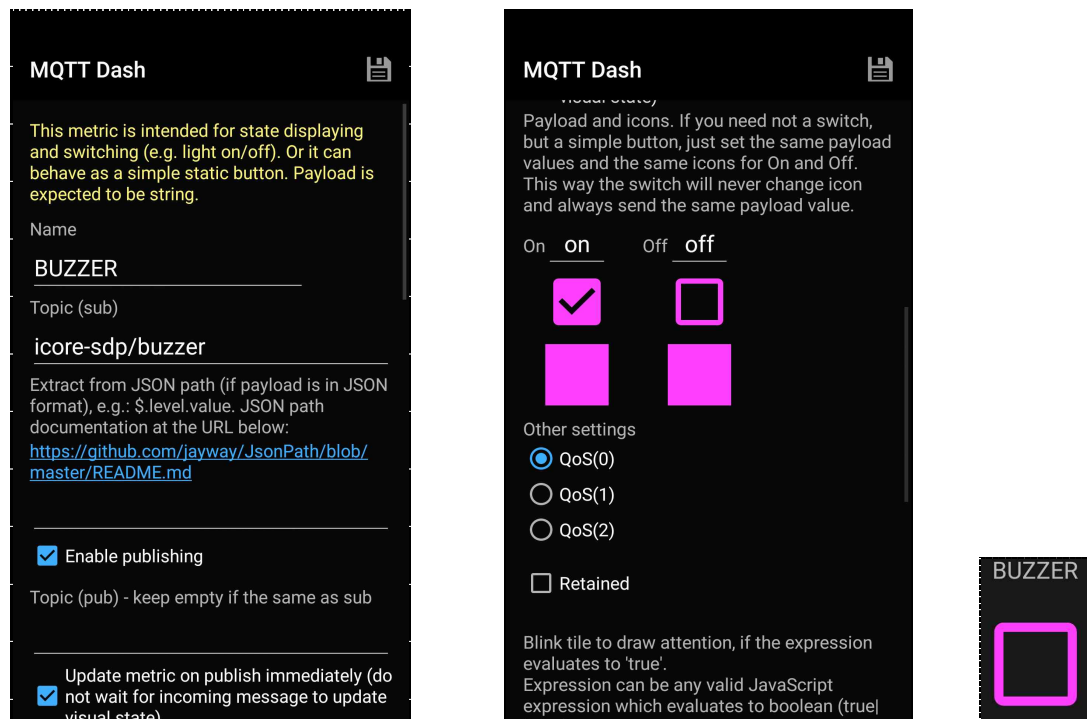 MQTT Dash
This metric is intended for state displaying
and switching (e.g. light on/off). Or it can
behave as a simple static button. Payload is
expected to be string.
Name
BUZZER
Topic (sub)
icore-sdp/buzzer
Extract from JSON path (if payload is in JSON
format), e.g.: $.level.value. JSON path
documentation at the URL below:
https://github.com/jayway/JsonPath/blob/
master/README.md
Enable publishing
Topic (pub) - keep empty if the same as sub
Update metric on publish immediately (do
not wait for incoming message to update
visual state)
MQTT Dash
visual state)
Payload and icons. If you need not a switch,
but a simple button, just set the same payload
values and the same icons for On and Off.
This way the switch will never change icon
and always send the same payload value.
On on Off off
Other settings
QoS(0)
QoS(1)
QoS(2)
Retained
Blink tile to draw attention, if the expression
evaluates to 'true'.
Expression can be any valid JavaScript
expression which evaluates to boolean (true|
BUZZER